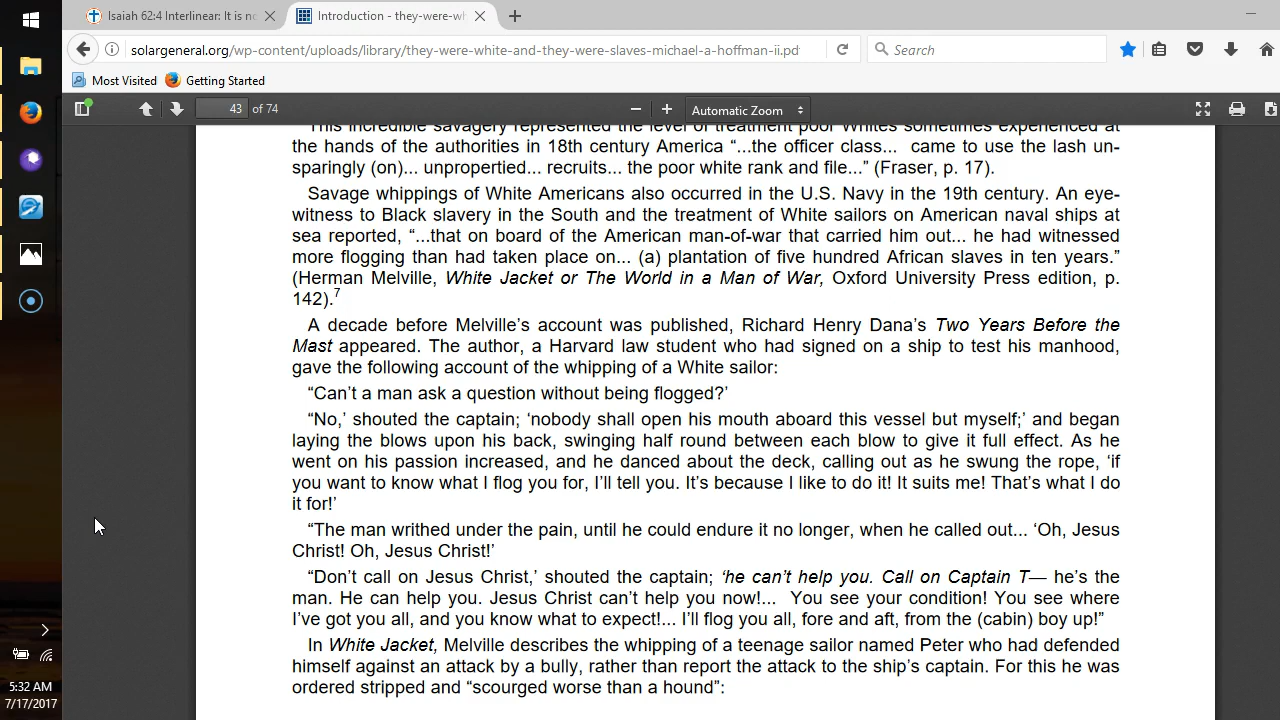 Isaiah 62:4 Interlinear: It is no
Introduction - they-were-wh
solargeneral.org/wp-content/uploads/library/they-were-white-and-they-were-slaves-michael-a-hoffman-ii.pd
Search
Most Visited
Getting Started
43 of 74
Automatic Zoom
This incredible savagery represented the level of treatment poor Whites sometimes experienced at
the hands of the authorities in 18th century America “...the officer class... came to use the lash un-
sparingly (on)... unpropertied... recruits... the poor white rank and file...” (Fraser, p. 17).
Savage whippings of White Americans also occurred in the U.S. Navy in the 19th century. An eye-
witness to Black slavery in the South and the treatment of White sailors on American naval ships at
sea reported, “...that on board of the American man-of-war that carried him out... he had witnessed
more flogging than had taken place on... (a) plantation of five hundred African slaves in ten years.”
(Herman Melville, White Jacket or The World in a Man of War, Oxford University Press edition, p.
142).7
A decade before Melville’s account was published, Richard Henry Dana’s Two Years Before the
Mast appeared. The author, a Harvard law student who had signed on a ship to test his manhood,
gave the following account of the whipping of a White sailor:
“Can’t a man ask a question without being flogged?’
“No,’ shouted the captain; ‘nobody shall open his mouth aboard this vessel but myself;’ and began
laying the blows upon his back, swinging half round between each blow to give it full effect. As he
went on his passion increased, and he danced about the deck, calling out as he swung the rope, ‘if
you want to know what I flog you for, I’ll tell you. It’s because I like to do it! It suits me! That’s what I do
it for!’
“The man writhed under the pain, until he could endure it no longer, when he called out... ‘Oh, Jesus
Christ! Oh, Jesus Christ!’
“Don’t call on Jesus Christ,’ shouted the captain; ‘he can’t help you. Call on Captain T— he’s the
man. He can help you. Jesus Christ can’t help you now!... You see your condition! You see where
I’ve got you all, and you know what to expect!... I’ll flog you all, fore and aft, from the (cabin) boy up!”
In White Jacket, Melville describes the whipping of a teenage sailor named Peter who had defended
himself against an attack by a bully, rather than report the attack to the ship’s captain. For this he was
ordered stripped and “scourged worse than a hound”:
5:32 AM
7/17/2017